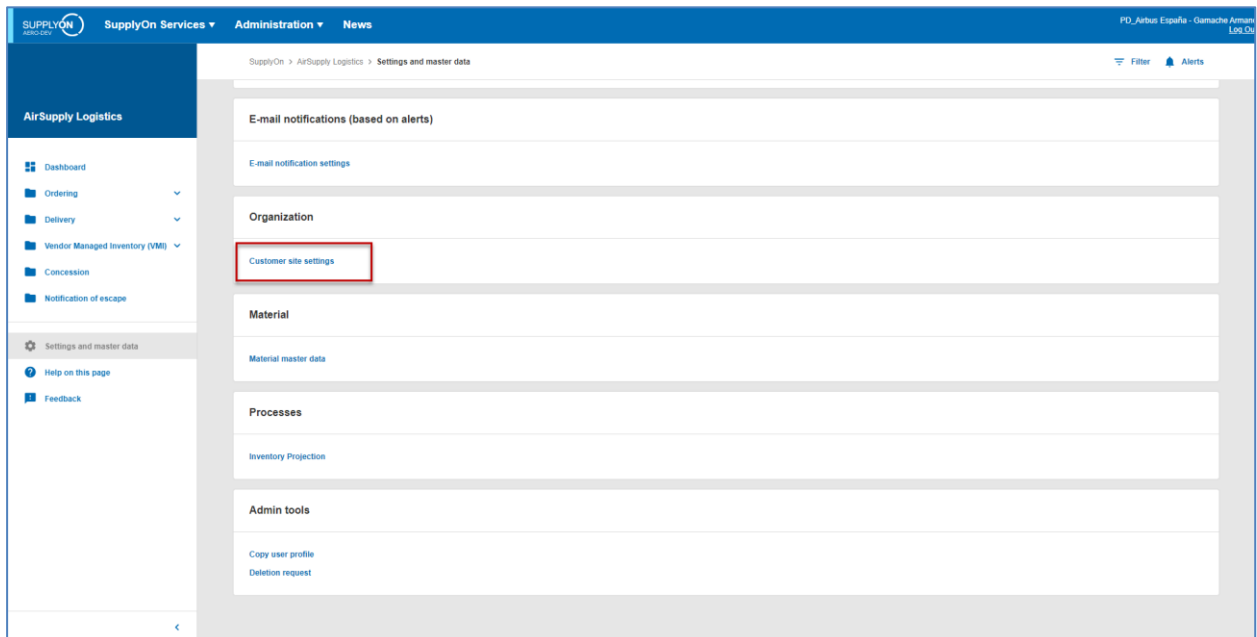 SUPPLYON
AERO-DEV
SupplyOn Services ▾ Administration ▾ News
PD_Airbus España - Gamache
SupplyOn > AirSupply Logistics > Settings and master data
Filter Alerts
AirSupply Logistics
Dashboard
Ordering
Delivery
Vendor Managed Inventory (VMI)
Concession
Notification of escape
Settings and master data
Help on this page
Feedback
E-mail notifications (based on alerts)
E-mail notification settings
Organization
Customer site settings
Material
Material master data
Processes
Inventory Projection
Admin tools
Copy user profile
Deletion request